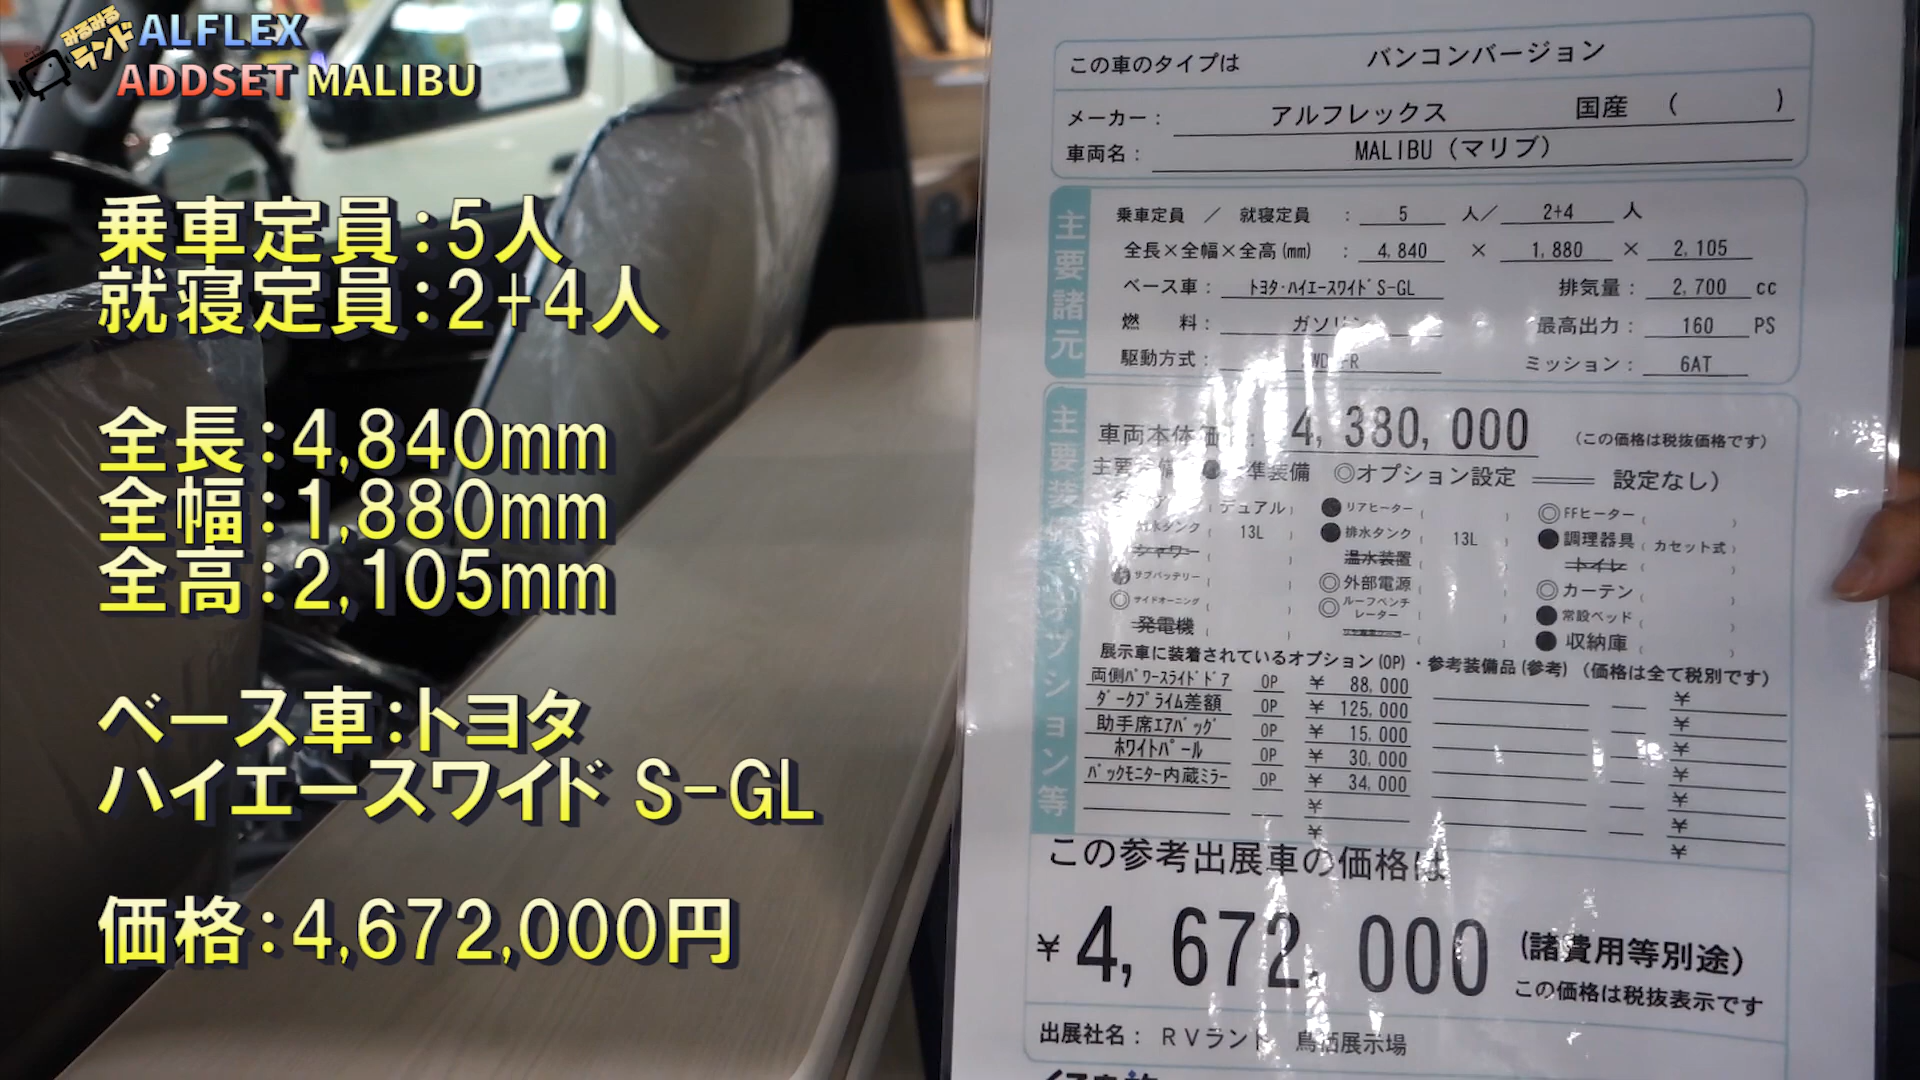 みるみる
ランド
ALFLEX
ADDSET MALIBU
乗車定員：5人
就寝定員：2+4人
全長：4,840mm
全幅：1,880mm
全高：2,105mm
ベース車：トヨタ
ハイエースワイド S-GL
価格：4,672,000円
この車のタイプは バンコンバージョン
メーカー： アルフレックス 国産 （ ）
車両名： MALIBU（マリブ）
主要諸元
乗車定員 ／ 就寝定員 ： 5 人／ 2+4 人
全長×全幅×全高(mm) ： 4,840 × 1,880 × 2,105
ベース車： トヨタ･ハイエースワイド S-GL 排気量： 2,700 cc
燃 料： ガソリン 最高出力： 160 PS
駆動方式： ミッション： 6AT
車両本体価 4,380,000 （この価格は税抜価格です）
準装備 ◎オプション設定 設定なし）
デュアル） ●リアヒーター（ ） ◎FFヒーター（ ）
水タンク（ 13L ） ●排水タンク（ 13L ） ●調理器具（ カセット式 ）
シャワー 温水装置 トイレ
サブバッテリー（ ） ◎外部電源（ ） ◎カーテン（ ）
◎サイドオーニング（ ） ◎ルーフベンチレーター（ ） ●常設ベッド（ ）
発電機（ ） ●収納庫（ ）
展示車に装着されているオプション(OP)・参考装備品(参考)（価格は全て税別です）
両側パワースライドドア OP ￥ 88,000 ￥
ダークプライム差額 OP ￥ 125,000 ￥
助手席エアバッグ OP ￥ 15,000 ￥
ホワイトパール OP ￥ 30,000 ￥
バックモニター内蔵ミラー OP ￥ 34,000 ￥
￥ ￥
￥ ￥
この参考出展車の価格は
￥4,672,000 （諸費用等別途）
この価格は税抜表示です
出展社名： ＲＶランド 鳥栖展示場